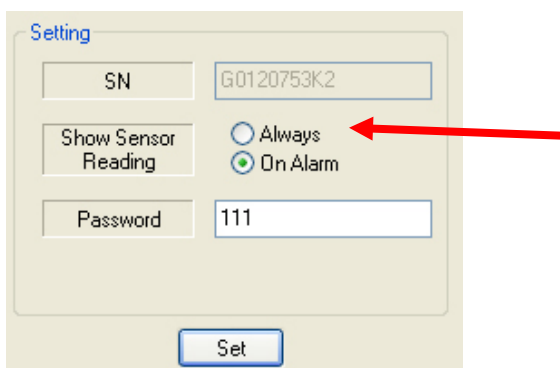 Setting
SN
G0120753K2
Show Sensor
Reading
Always
On Alarm
Password
111
Set